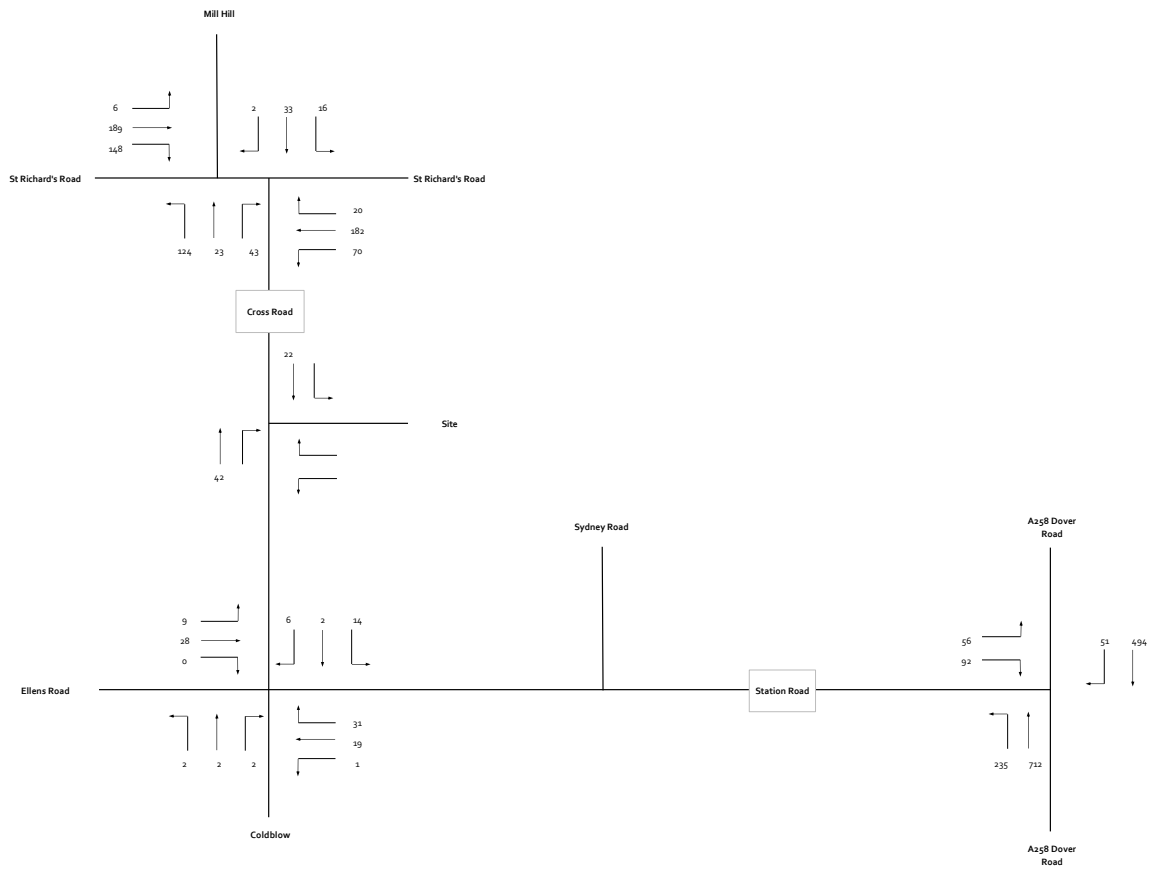 Mill Hill
6
2 33 16
189
148
St Richard's Road
St Richard's Road
20
182
124 23 43
70
Cross Road
22
Site
42
A258 Dover
Road
Sydney Road
9
6 2 14
28
0
56
51 494
92
Ellens Road
Station Road
31
19
2 2 2
1
235 712
Coldblow
A258 Dover
Road